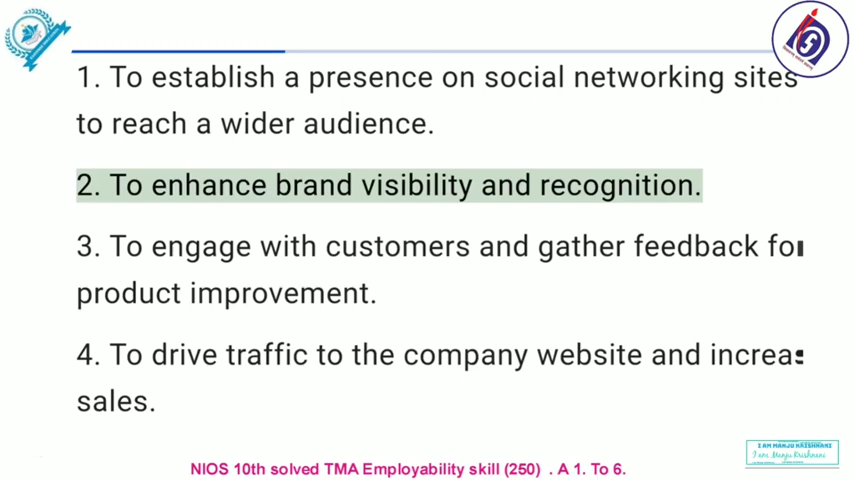 1. To establish a presence on social networking sites
to reach a wider audience.
2. To enhance brand visibility and recognition.
3. To engage with customers and gather feedback for
product improvement.
4. To drive traffic to the company website and
sales.
I AM MANJU KRISHNANI
I am Manju Krishnani
NIOS 10th solved TMA Employability skill (250) . A 1. To 6.